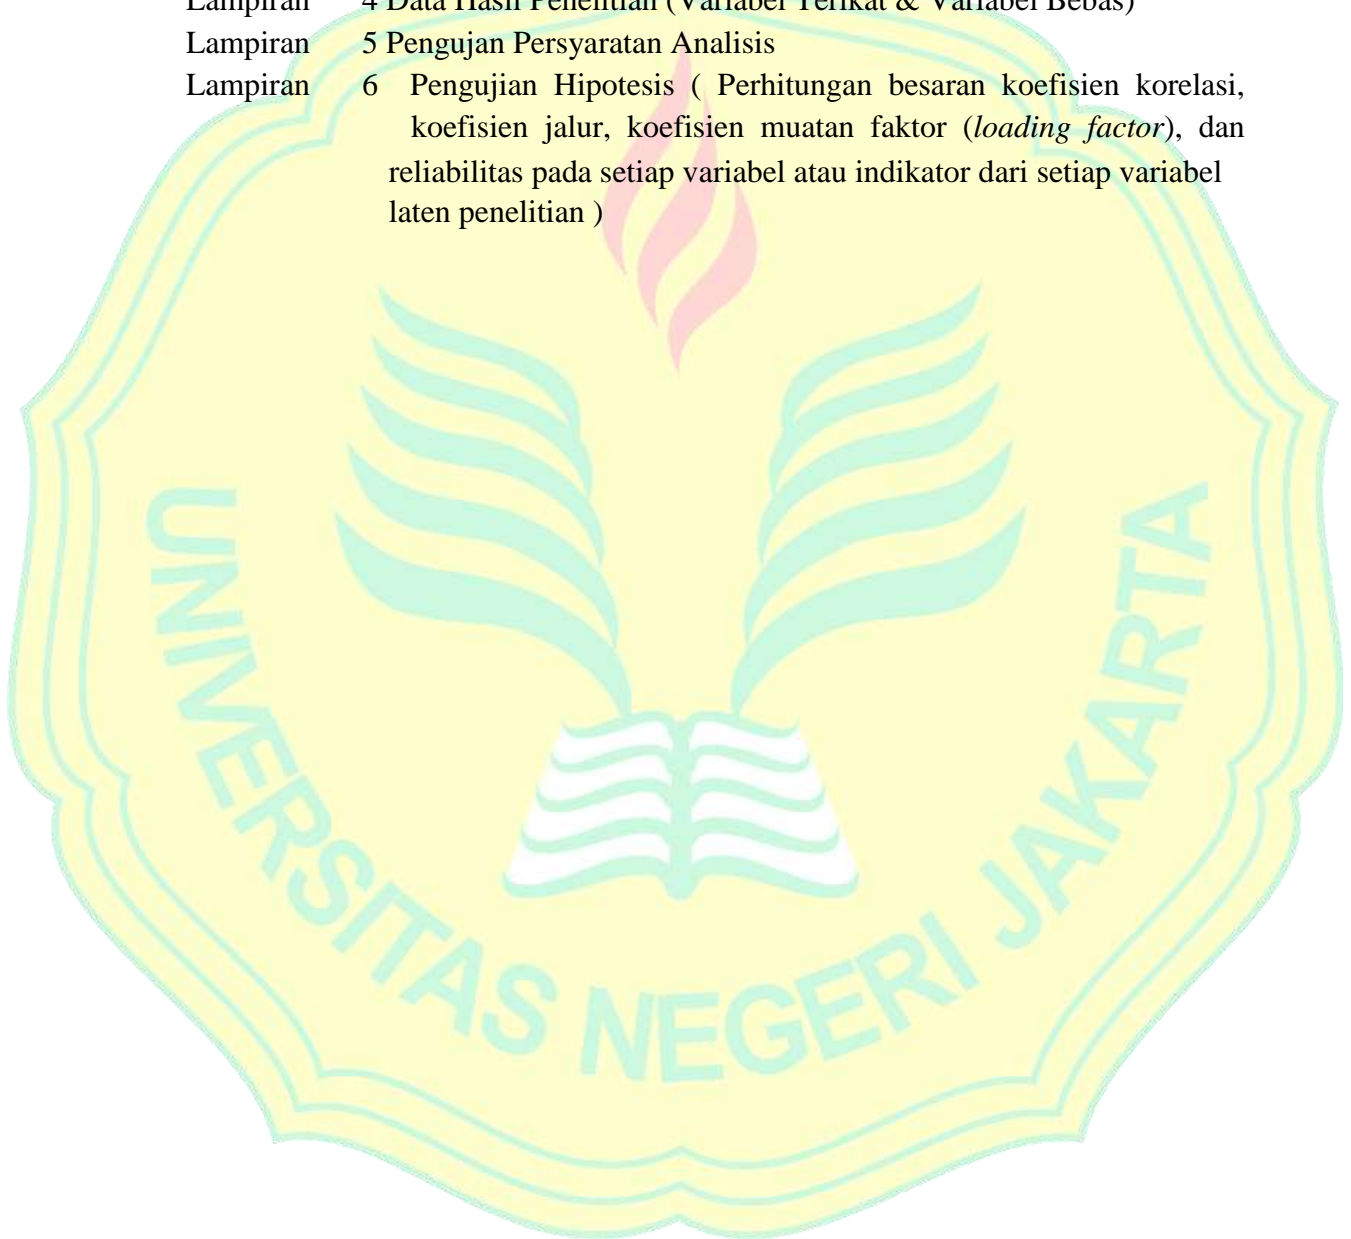 Lampiran 4 Data Hasil Penelitian (Variabel Terikat & Variabel Bebas)
Lampiran 5 Pengujan Persyaratan Analisis
Lampiran 6 Pengujian Hipotesis ( Perhitungan besaran koefisien korelasi,
koefisien jalur, koefisien muatan faktor (loading factor), dan
reliabilitas pada setiap variabel atau indikator dari setiap variabel
laten penelitian )
UNIVERSITAS NEGERI JAKARTA